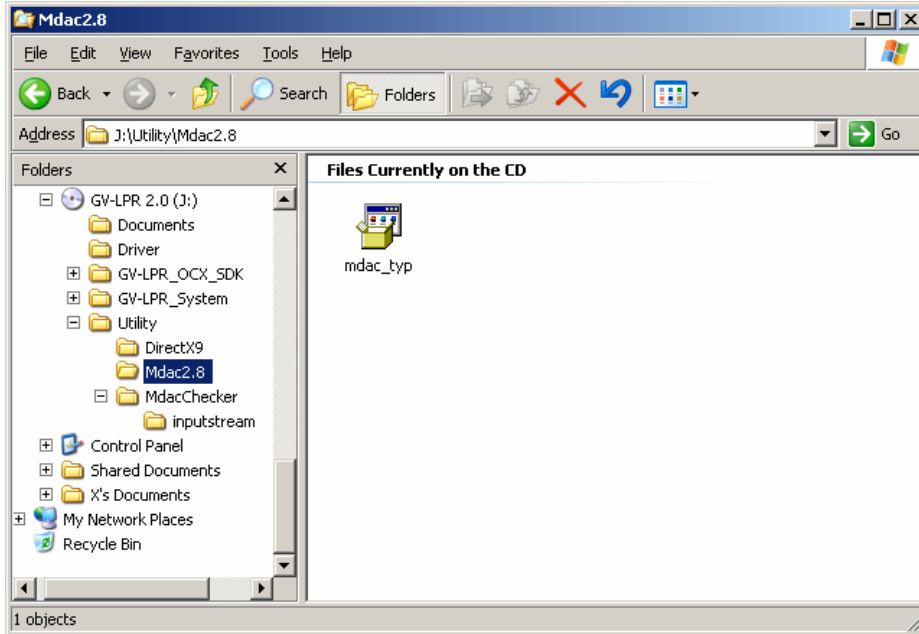 Mdac2.8
File Edit View Favorites Tools Help
Back Search Folders
Address J:\Utility\Mdac2.8 Go
Folders
GV-LPR 2.0 (J:)
Documents
Driver
GV-LPR_OCX_SDK
GV-LPR_System
Utility
DirectX9
Mdac2.8
MdacChecker
inputstream
Control Panel
Shared Documents
X's Documents
My Network Places
Recycle Bin
Files Currently on the CD
mdac_typ
1 objects